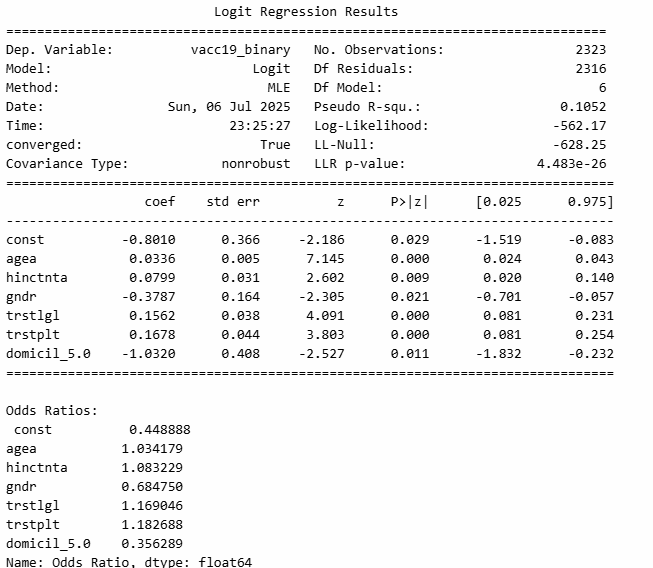 Logit Regression Results
==============================================================================
Dep. Variable: vacc19_binary No. Observations: 2323
Model: Logit Df Residuals: 2316
Method: MLE Df Model: 6
Date: Sun, 06 Jul 2025 Pseudo R-squ.: 0.1052
Time: 23:25:27 Log-Likelihood: -562.17
converged: True LL-Null: -628.25
Covariance Type: nonrobust LLR p-value: 4.483e-26
===============================================================================
coef std err z P>|z| [0.025 0.975]
-------------------------------------------------------------------------------
const -0.8010 0.366 -2.186 0.029 -1.519 -0.083
agea 0.0336 0.005 7.145 0.000 0.024 0.043
hinctnta 0.0799 0.031 2.602 0.009 0.020 0.140
gndr -0.3787 0.164 -2.305 0.021 -0.701 -0.057
trstlgl 0.1562 0.038 4.091 0.000 0.081 0.231
trstplt 0.1678 0.044 3.803 0.000 0.081 0.254
domicil_5.0 -1.0320 0.408 -2.527 0.011 -1.832 -0.232
===============================================================================
Odds Ratios:
const 0.448888
agea 1.034179
hinctnta 1.083229
gndr 0.684750
trstlgl 1.169046
trstplt 1.182688
domicil_5.0 0.356289
Name: Odds Ratio, dtype: float64